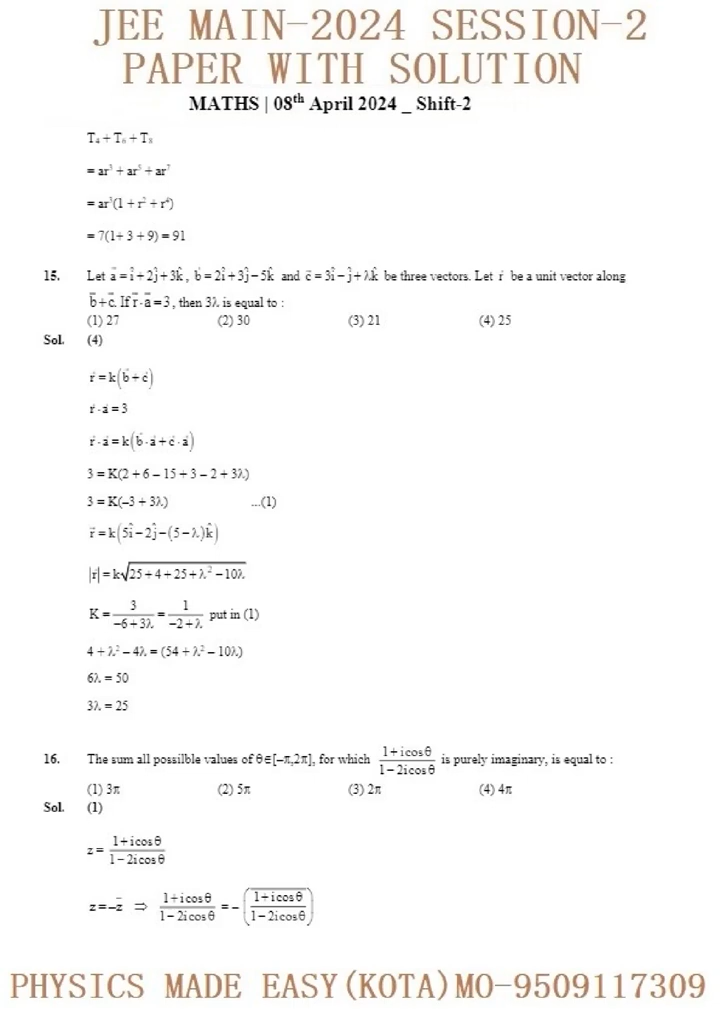 JEE MAIN-2024 SESSION-2
PAPER WITH SOLUTION
MATHS | 08th April 2024 _ Shift-2
T₄ + T₆ + T₈
= ar³ + ar⁵ + ar⁷
= ar³(1 + r² + r⁴)
= 7(1+ 3 + 9) = 91
15. Let a⃗ = î + 2ĵ + 3k̂, b⃗ = 2î + 3ĵ − 5k̂ and c⃗ = 3î − ĵ + λk̂ be three vectors. Let r⃗ be a unit vector along
b⃗ + c⃗. If r⃗ · a⃗ = 3, then 3λ is equal to :
(1) 27 (2) 30 (3) 21 (4) 25
Sol. (4)
r⃗ = k(b⃗ + c⃗)
r⃗ · a⃗ = 3
r⃗ · a⃗ = k(b⃗ · a⃗ + c⃗ · a⃗)
3 = K(2 + 6 − 15 + 3 − 2 + 3λ)
3 = K(−3 + 3λ) ...(1)
r⃗ = k(5î − 2ĵ − (5 − λ)k̂)
|r⃗| = k√(25 + 4 + 25 + λ² − 10λ)
K = 3/(−6 + 3λ) = 1/(−2 + λ) put in (1)
4 + λ² − 4λ = (54 + λ² − 10λ)
6λ = 50
3λ = 25
16. The sum all possilble values of θ∈[−π,2π], for which (1+icosθ)/(1−2icosθ) is purely imaginary, is equal to :
(1) 3π (2) 5π (3) 2π (4) 4π
Sol. (1)
z = (1+icosθ)/(1−2icosθ)
z = −z̄ ⇒ (1+icosθ)/(1−2icosθ) = −(‾(1+icosθ)/(1−2icosθ)‾)
PHYSICS MADE EASY(KOTA)MO-9509117309